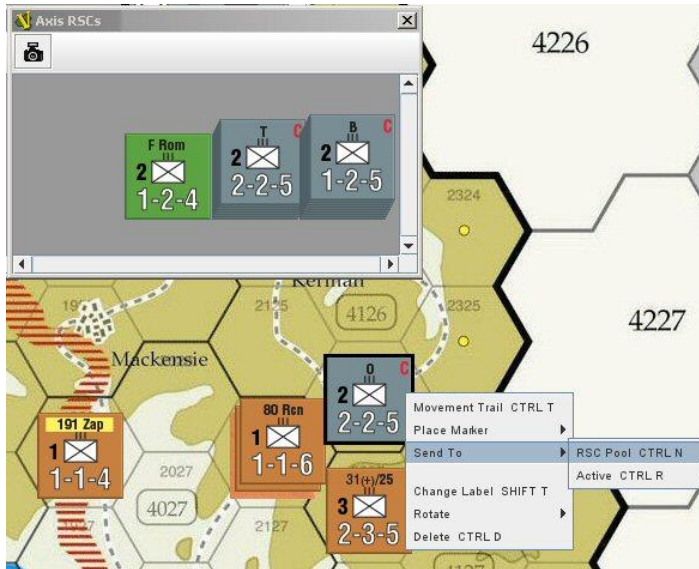 Axis RSCs
F Rom
2
1-2-4
T
C
2
2-2-5
B
C
2
1-2-5
4226
2324
Kerman
2125
4126
2325
4227
Mackensie
O
C
2
2-2-5
Movement Trail CTRL T
Place Marker
Send To
RSC Pool CTRL N
Active CTRL R
Change Label SHIFT T
Rotate
Delete CTRL D
191 Zap
1
1-1-4
80 Rcn
1
1-1-6
31(+)/25
3
2-3-5
2027
4027
2127